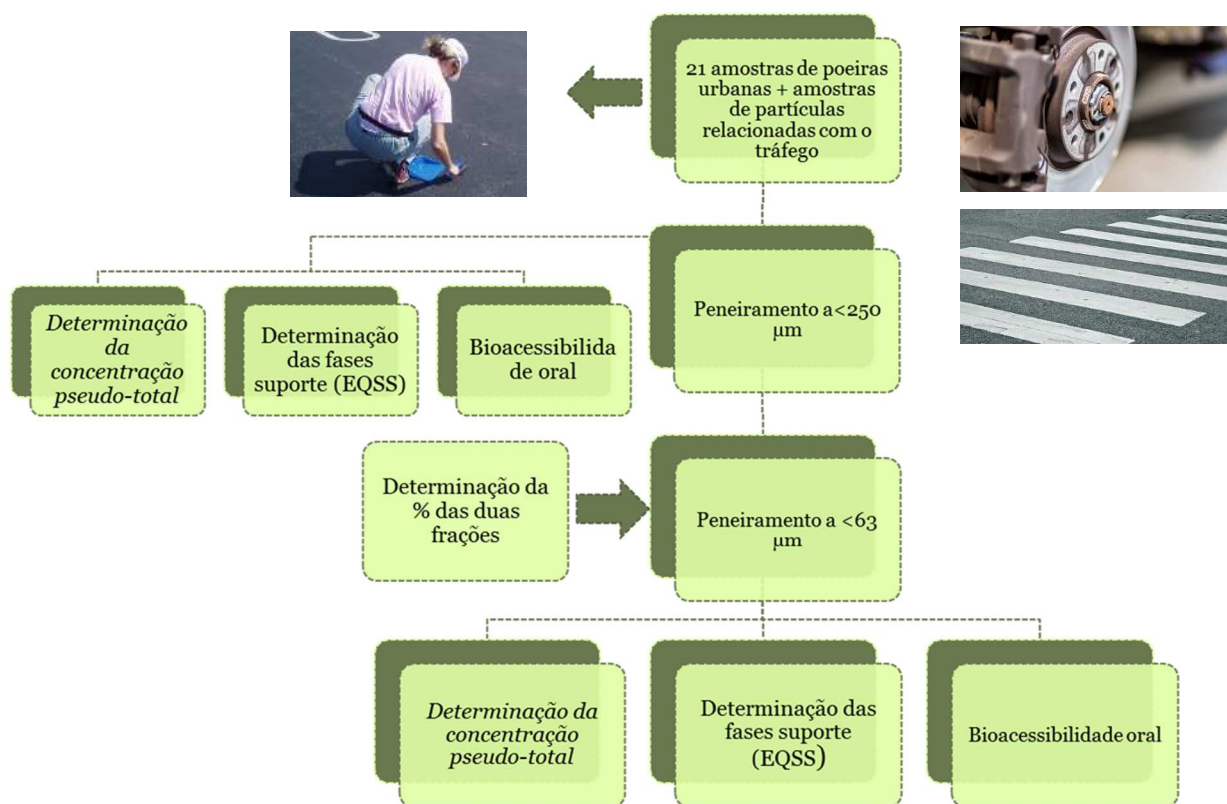 21 amostras de poeiras
urbanas + amostras
de partículas
relacionadas com o
tráfego
Peneiramento a<250
µm
Determinação
da
concentração
pseudo-total
Determinação
das fases
suporte (EQSS)
Bioacessibilida
de oral
Determinação da
% das duas
frações
Peneiramento a <63
µm
Determinação da
concentração
pseudo-total
Determinação das
fases suporte
(EQSS)
Bioacessibilidade oral